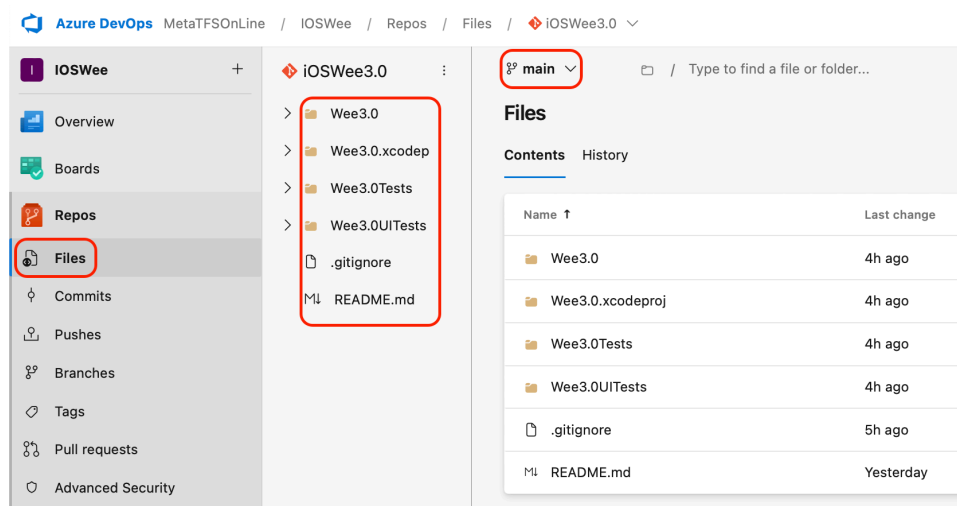 Azure DevOps MetaTFSOnLine / IOSWee / Repos / Files / iOSWee3.0
I IOSWee +
Overview
Boards
Repos
Files
Commits
Pushes
Branches
Tags
Pull requests
Advanced Security
iOSWee3.0
Wee3.0
Wee3.0.xcodep
Wee3.0Tests
Wee3.0UITests
.gitignore
M↓ README.md
main / Type to find a file or folder...
Files
Contents History
Name ↑ Last change
Wee3.0 4h ago
Wee3.0.xcodeproj 4h ago
Wee3.0Tests 4h ago
Wee3.0UITests 4h ago
.gitignore 5h ago
M↓ README.md Yesterday